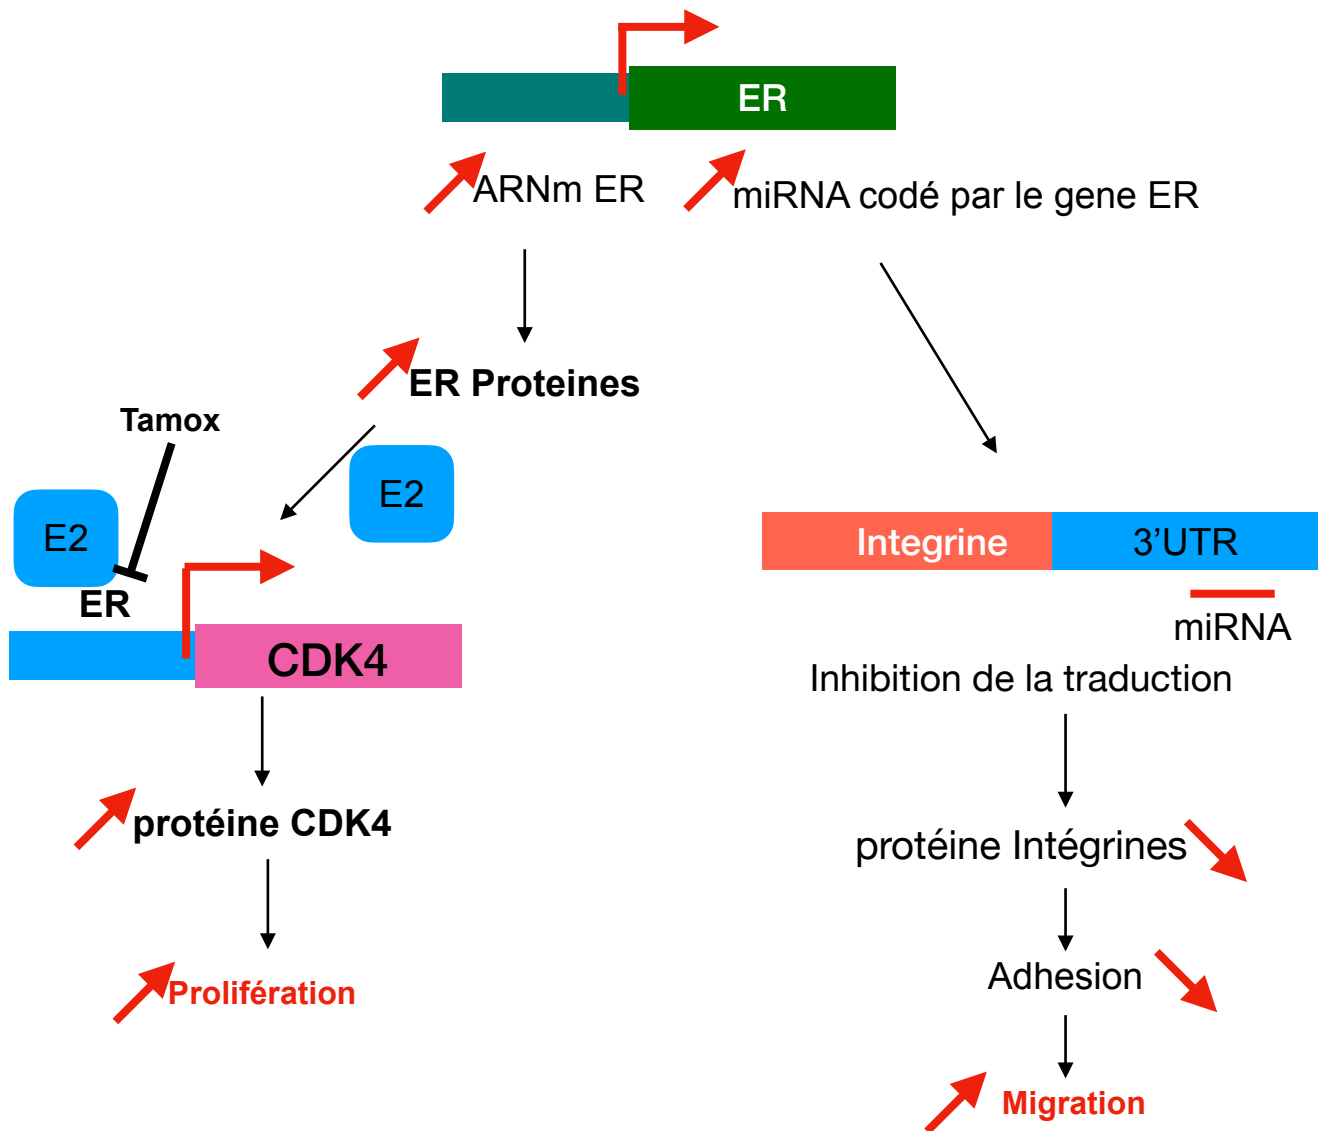 ER
ARNm ER
miRNA codé par le gene ER
ER Proteines
Tamox
E2
E2
ER
CDK4
protéine CDK4
Prolifération
Integrine
3'UTR
miRNA
Inhibition de la traduction
protéine Intégrines
Adhesion
Migration